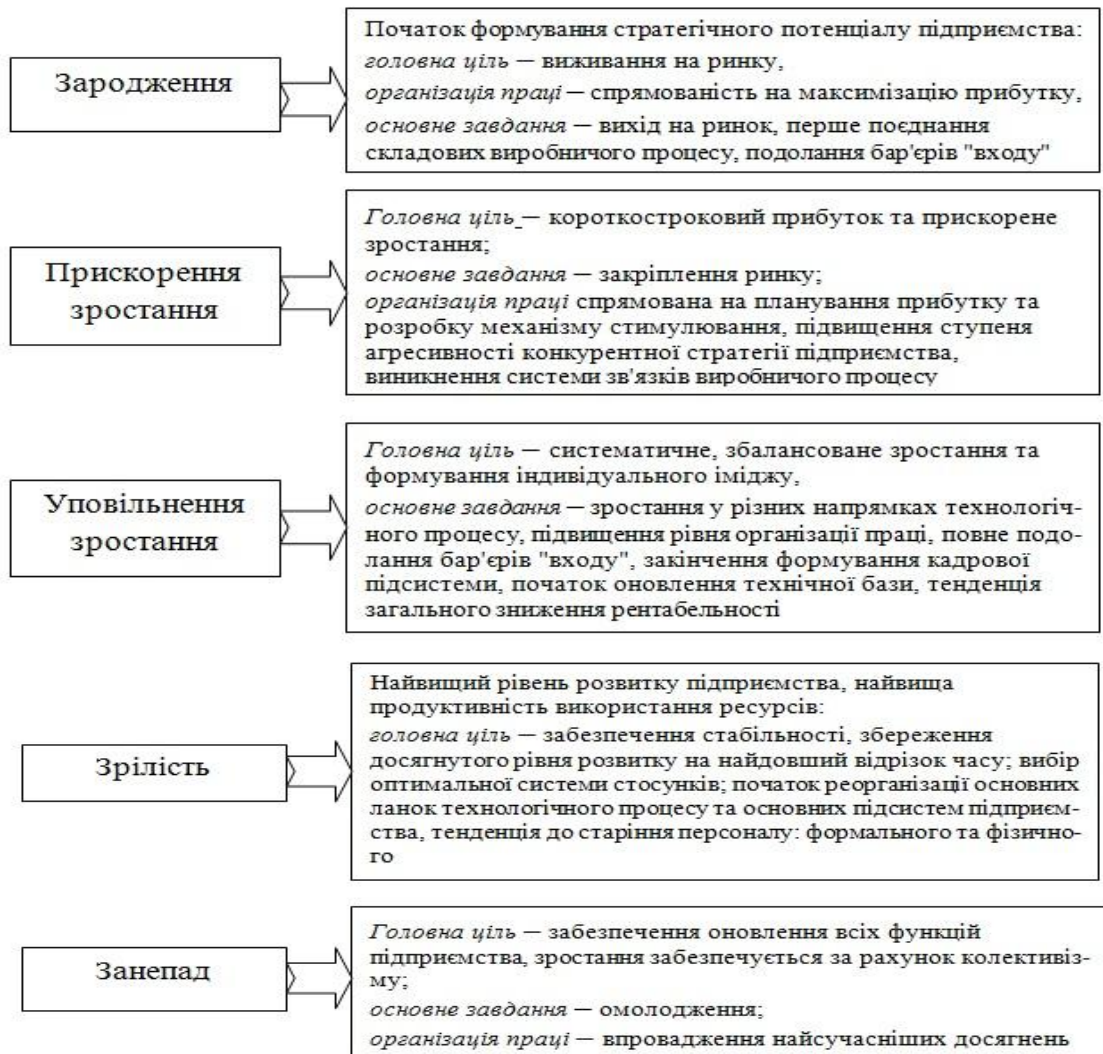 Зародження
Початок формування стратегічного потенціалу підприємства:
головна ціль — виживання на ринку,
організація праці — спрямованість на максимізацію прибутку,
основне завдання — вихід на ринок, перше поєднання
складових виробничого процесу, подолання бар'єрів "входу"
Прискорення
зростання
Головна ціль — короткостроковий прибуток та прискорене
зростання;
основне завдання — закріплення ринку;
організація праці спрямована на планування прибутку та
розробку механізму стимулювання, підвищення ступеня
агресивності конкурентної стратегії підприємства,
виникнення системи зв'язків виробничого процесу
Уповільнення
зростання
Головна ціль — систематичне, збалансоване зростання та
формування індивідуального іміджу,
основне завдання — зростання у різних напрямках технологіч-
ного процесу, підвищення рівня організації праці, повне подо-
лання бар'єрів "входу", закінчення формування кадрової
підсистеми, початок оновлення технічної бази, тенденція
загального зниження рентабельності
Зрілість
Найвищий рівень розвитку підприємства, найвища
продуктивність використання ресурсів:
головна ціль — забезпечення стабільності, збереження
досягнутого рівня розвитку на найдовший відрізок часу; вибір
оптимальної системи стосунків; початок реорганізації основних
ланок технологічного процесу та основних підсистем підприєм-
ства, тенденція до старіння персоналу: формального та фізично-
го
Занепад
Головна ціль — забезпечення оновлення всіх функцій
підприємства, зростання забезпечується за рахунок колективіз-
му;
основне завдання — омолодження;
організація праці — впровадження найсучасніших досягнень